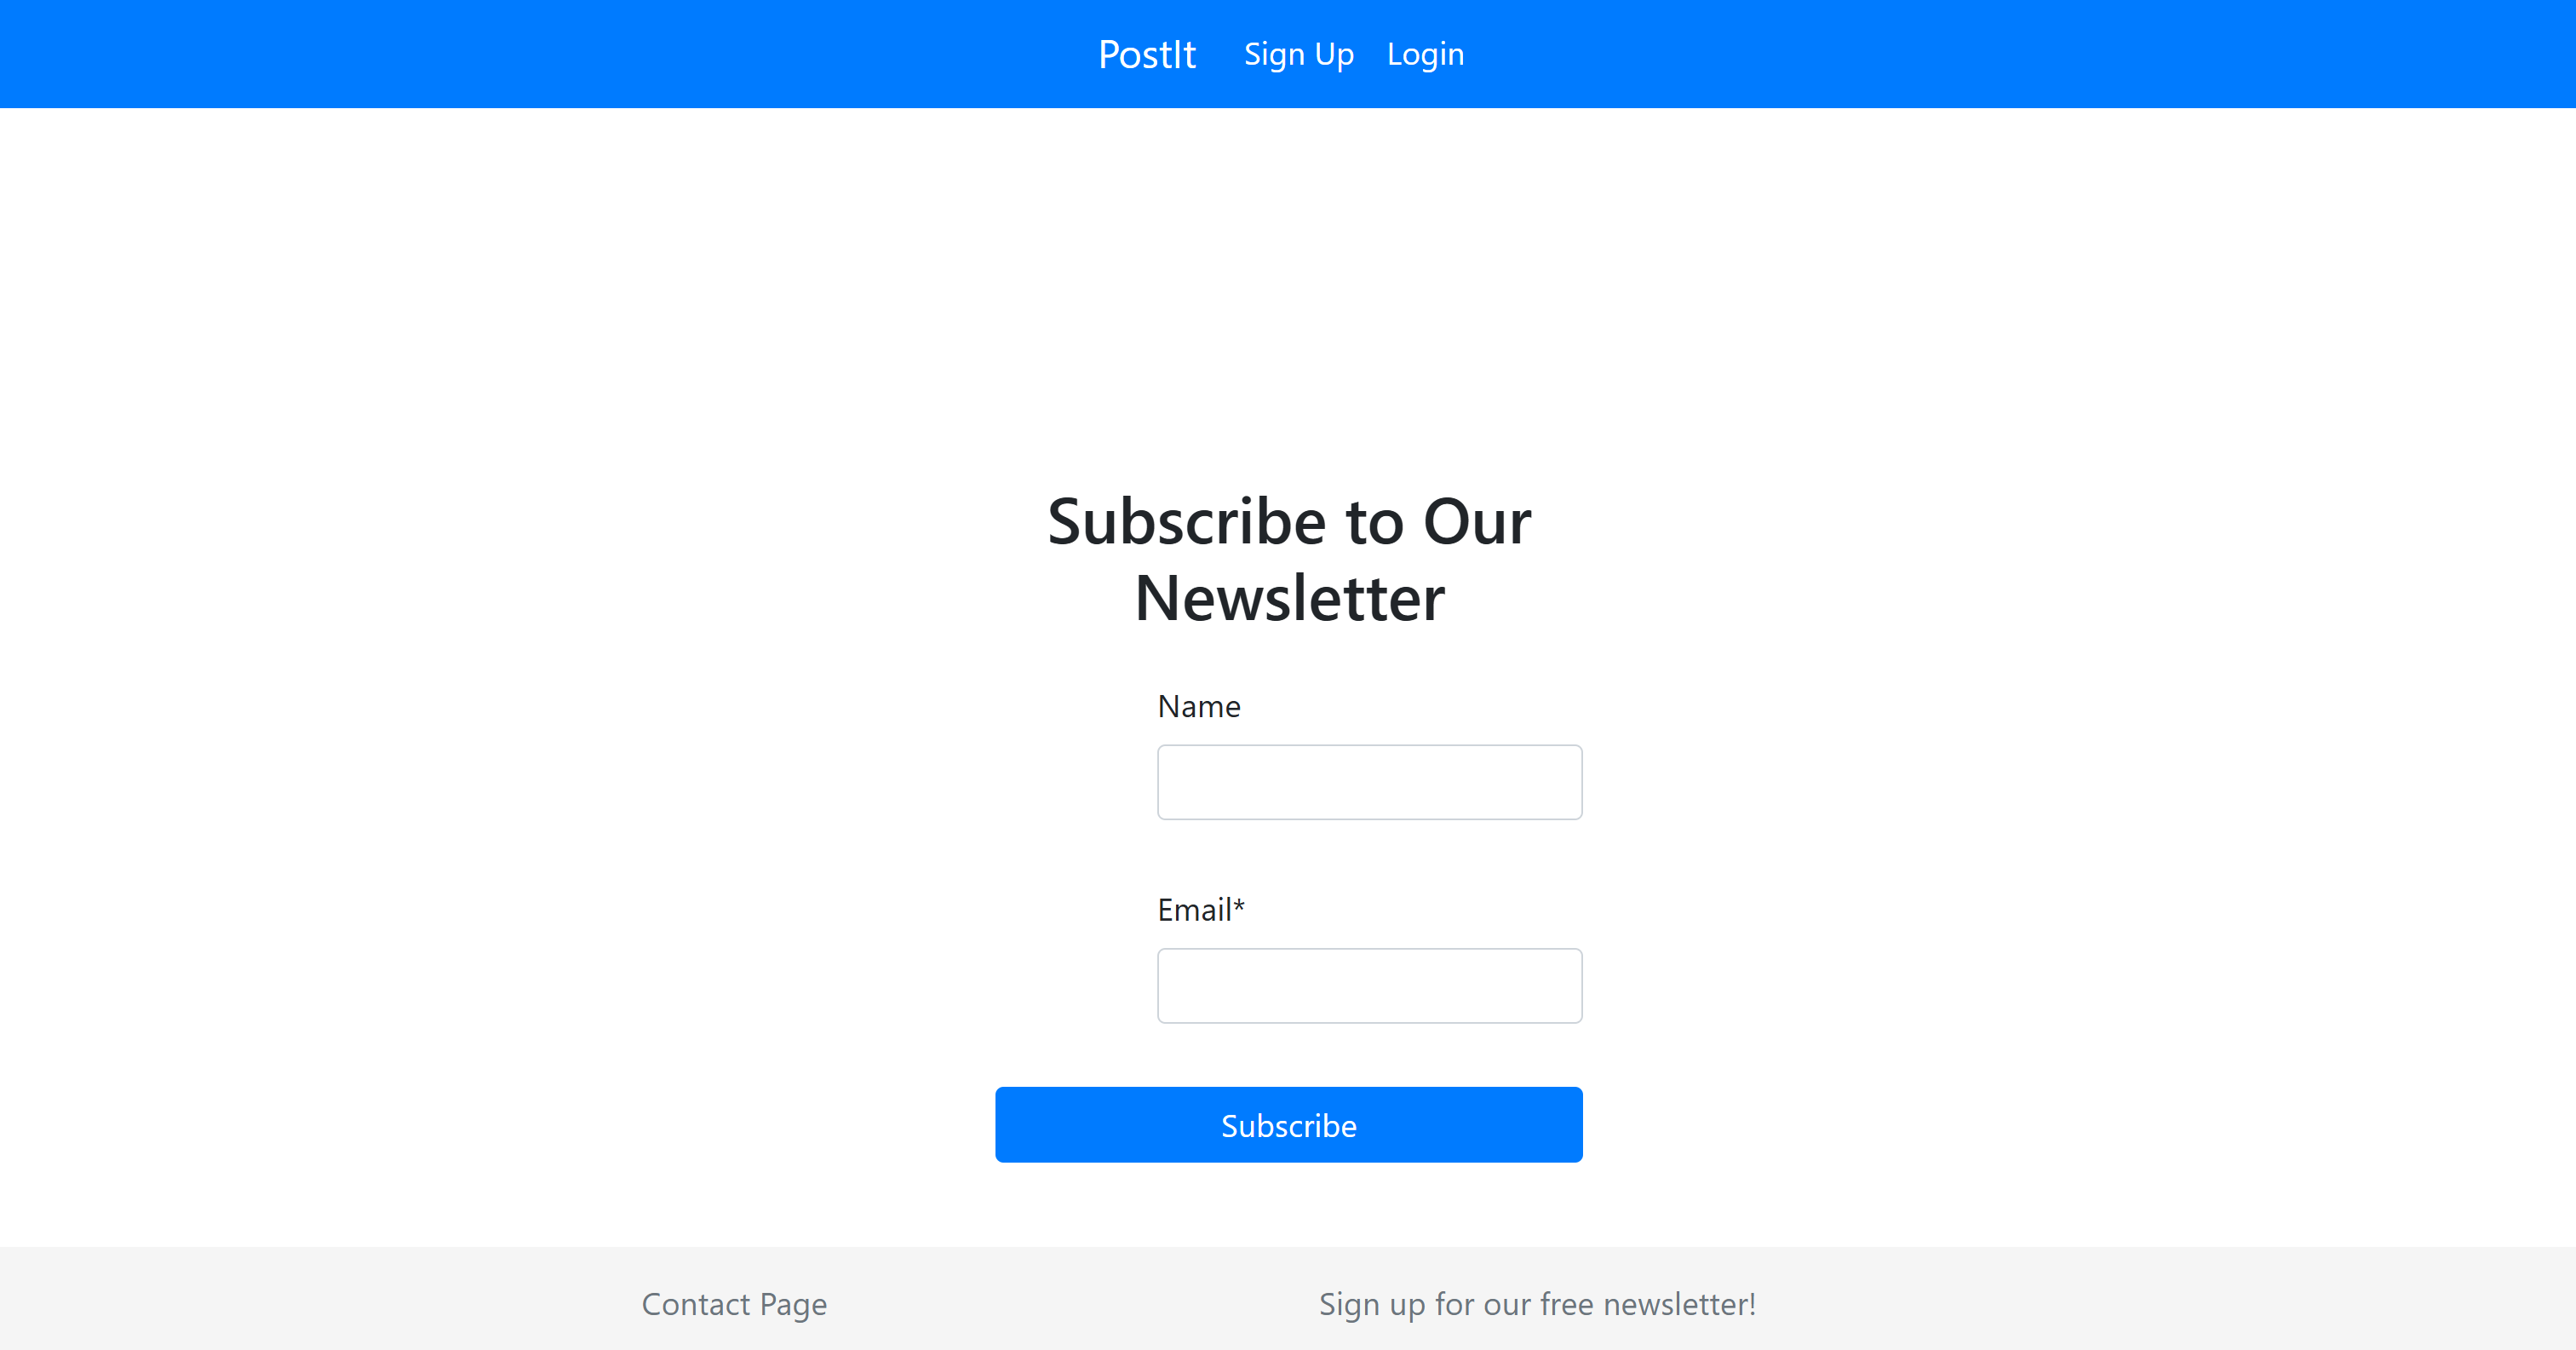 PostIt Sign Up Login
Subscribe to Our
Newsletter
Name
Email*
Subscribe
Contact Page Sign up for our free newsletter!